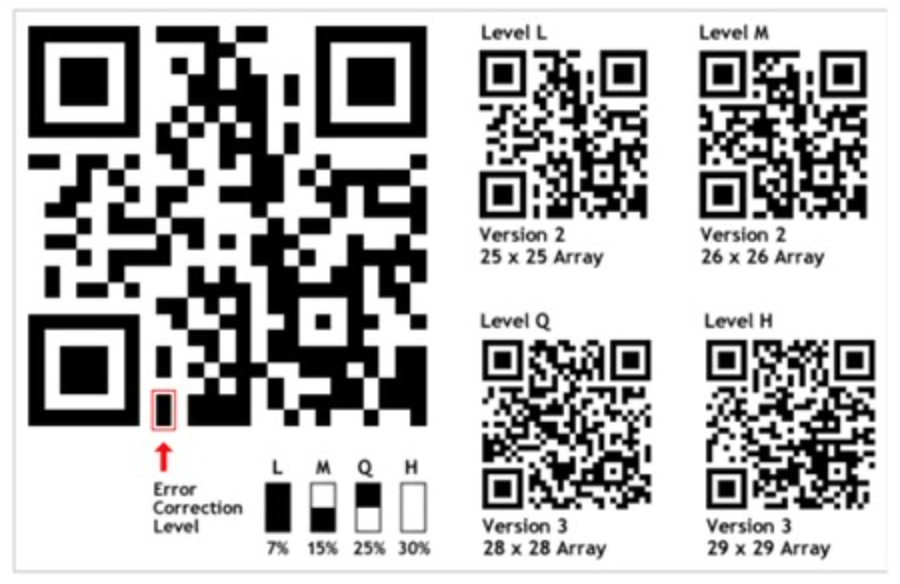 Level L
Level M
Version 2
25 x 25 Array
Version 2
26 x 26 Array
Level Q
Level H
Version 3
28 x 28 Array
Version 3
29 x 29 Array
Error
Correction
Level
L M Q H
7% 15% 25% 30%